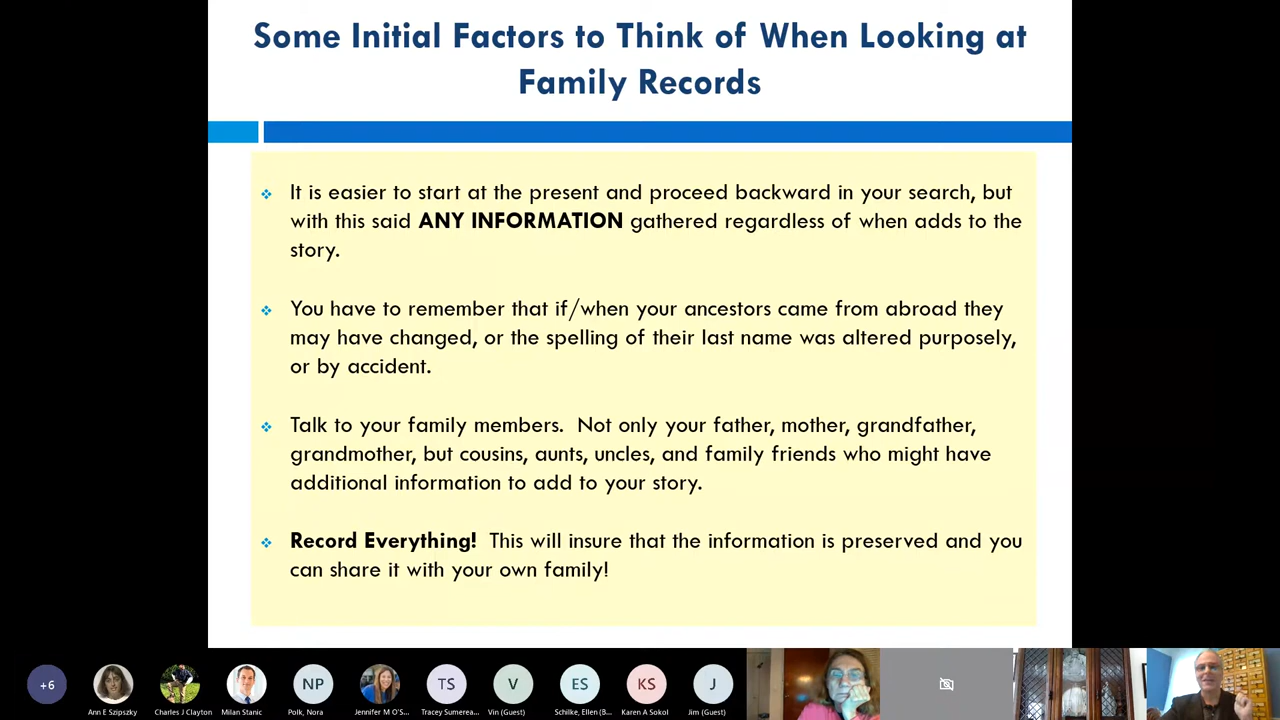 Some Initial Factors to Think of When Looking at
Family Records
It is easier to start at the present and proceed backward in your search, but
with this said ANY INFORMATION gathered regardless of when adds to the
story.
You have to remember that if/when your ancestors came from abroad they
may have changed, or the spelling of their last name was altered purposely,
or by accident.
Talk to your family members.  Not only your father, mother, grandfather,
grandmother, but cousins, aunts, uncles, and family friends who might have
additional information to add to your story.
Record Everything!  This will insure that the information is preserved and you
can share it with your own family!
+6 NP TS V ES KS J
Ann E Szipszky Charles J Clayton Milan Stanic Polk, Nora Jennifer M O'S... Tracey Sumerea... Vin (Guest) Schilke, Ellen (B... Karen A Sokol Jim (Guest)